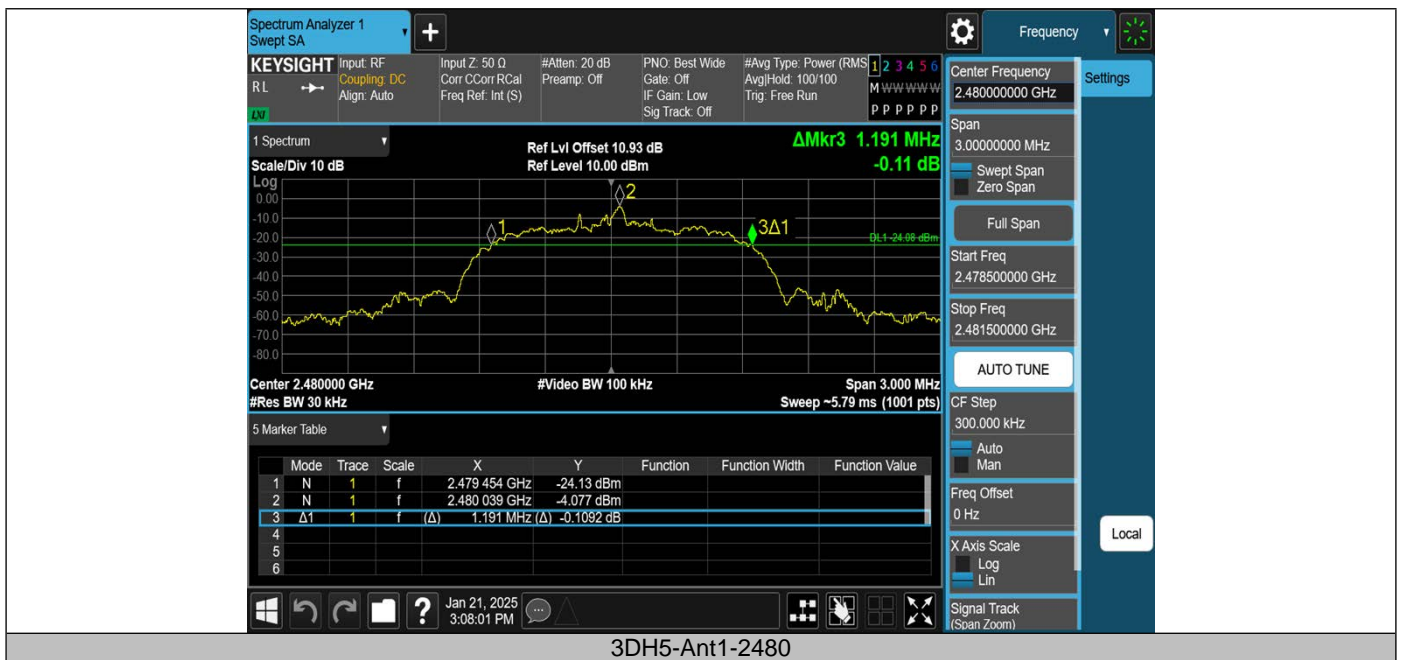 Spectrum Analyzer 1
Swept SA
+
Frequency
KEYSIGHT
Input: RF
Input Z: 50 Ω
#Atten: 20 dB
PNO: Best Wide
#Avg Type: Power (RMS
1 2 3 4 5 6
R L
Coupling: DC
Corr CCorr RCal
Preamp: Off
Gate: Off
Avg|Hold: 100/100
M W W W W W
Align: Auto
Freq Ref: Int (S)
IF Gain: Low
Trig: Free Run
Sig Track: Off
P P P P P P
LXI
Center Frequency
2.480000000 GHz
Settings
1 Spectrum
Ref Lvl Offset 10.93 dB
ΔMkr3 1.191 MHz
Scale/Div 10 dB
Ref Level 10.00 dBm
-0.11 dB
Span
3.00000000 MHz
Swept Span
Zero Span
Full Span
Log
0.00
-10.0
-20.0
-30.0
-40.0
-50.0
-60.0
-70.0
-80.0
2
1
3Δ1
DL1 -24.08 dBm
Start Freq
2.478500000 GHz
Stop Freq
2.481500000 GHz
AUTO TUNE
Center 2.480000 GHz
#Video BW 100 kHz
Span 3.000 MHz
#Res BW 30 kHz
Sweep ~5.79 ms (1001 pts)
CF Step
300.000 kHz
Auto
Man
5 Marker Table
Mode Trace Scale X Y Function Function Width Function Value
1 N 1 f 2.479 454 GHz -24.13 dBm
2 N 1 f 2.480 039 GHz -4.077 dBm
3 Δ1 1 f (Δ) 1.191 MHz (Δ) -0.1092 dB
4
5
6
Freq Offset
0 Hz
X Axis Scale
Log
Lin
Local
Signal Track
(Span Zoom)
?
Jan 21, 2025
3:08:01 PM
3DH5-Ant1-2480